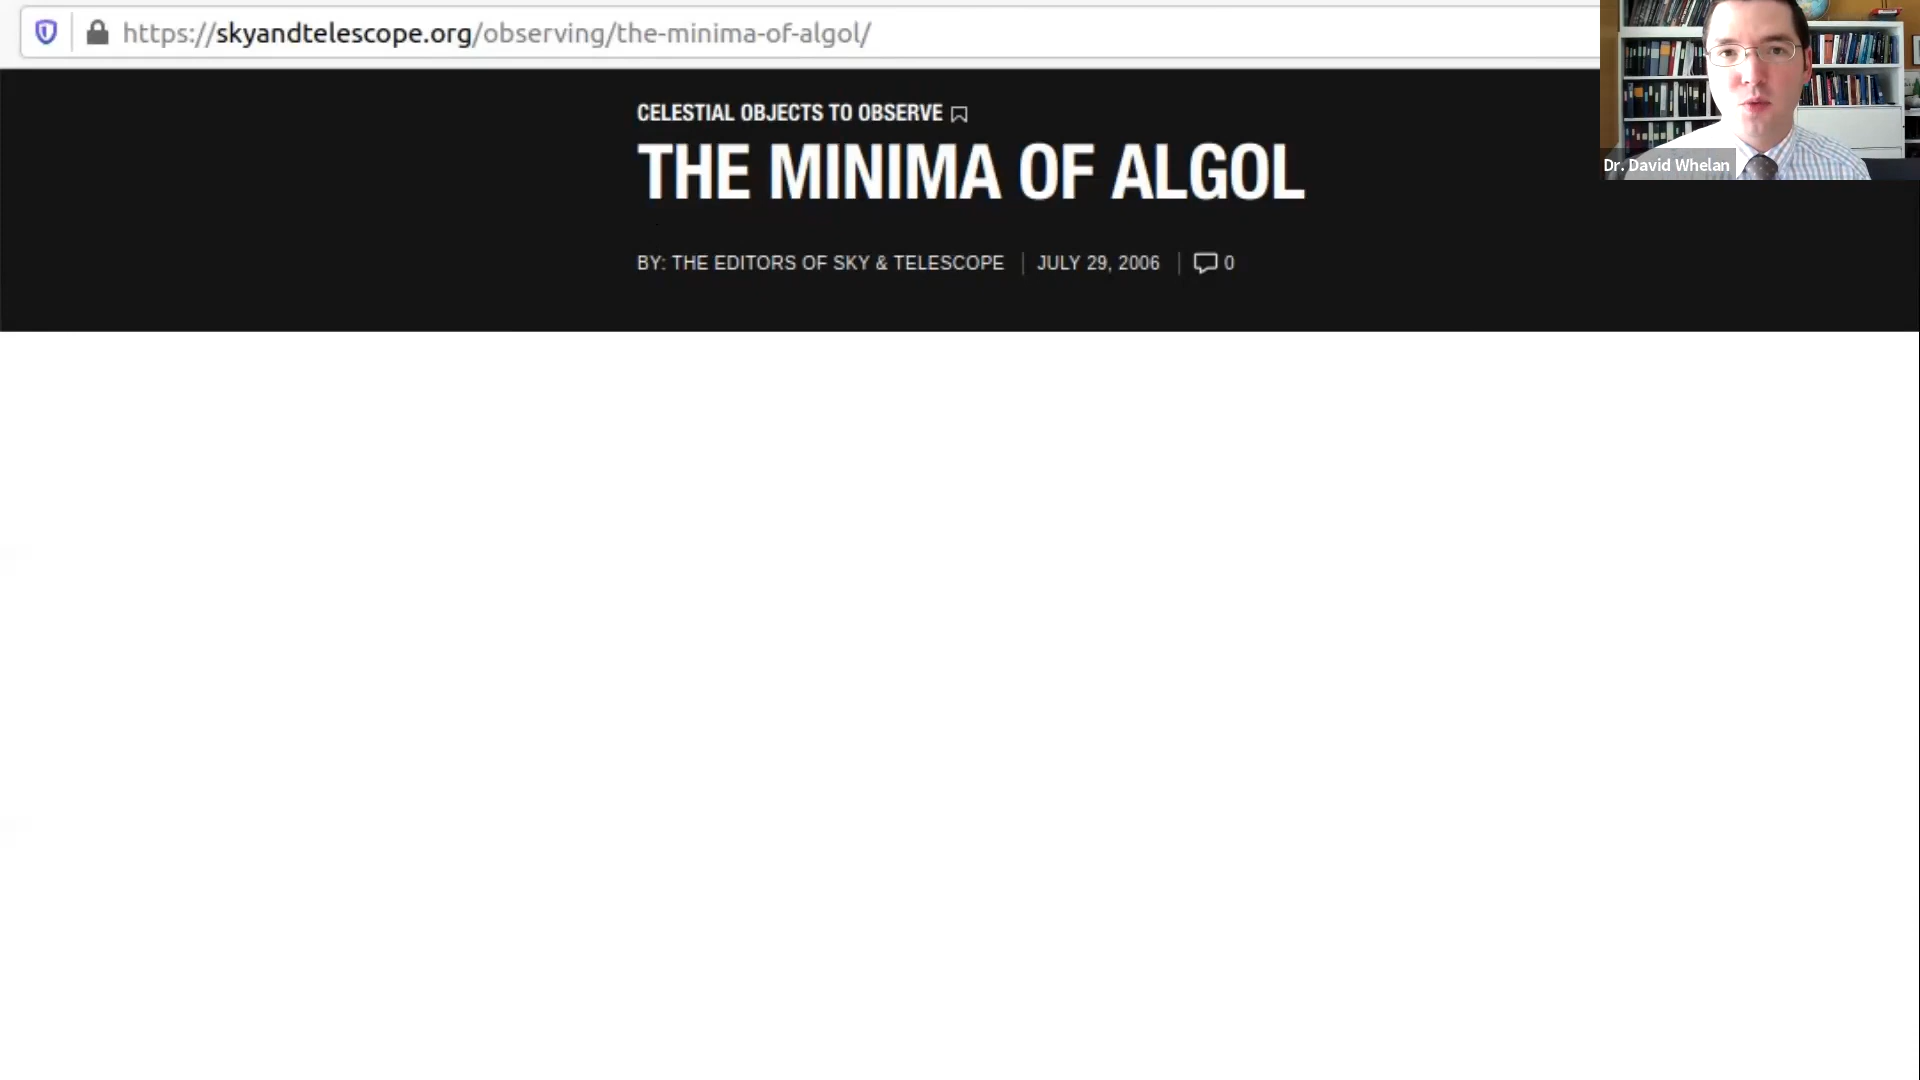 https://skyandtelescope.org/observing/the-minima-of-algol/
CELESTIAL OBJECTS TO OBSERVE
THE MINIMA OF ALGOL
BY: THE EDITORS OF SKY & TELESCOPE | JULY 29, 2006 | 0
Dr. David Whelan